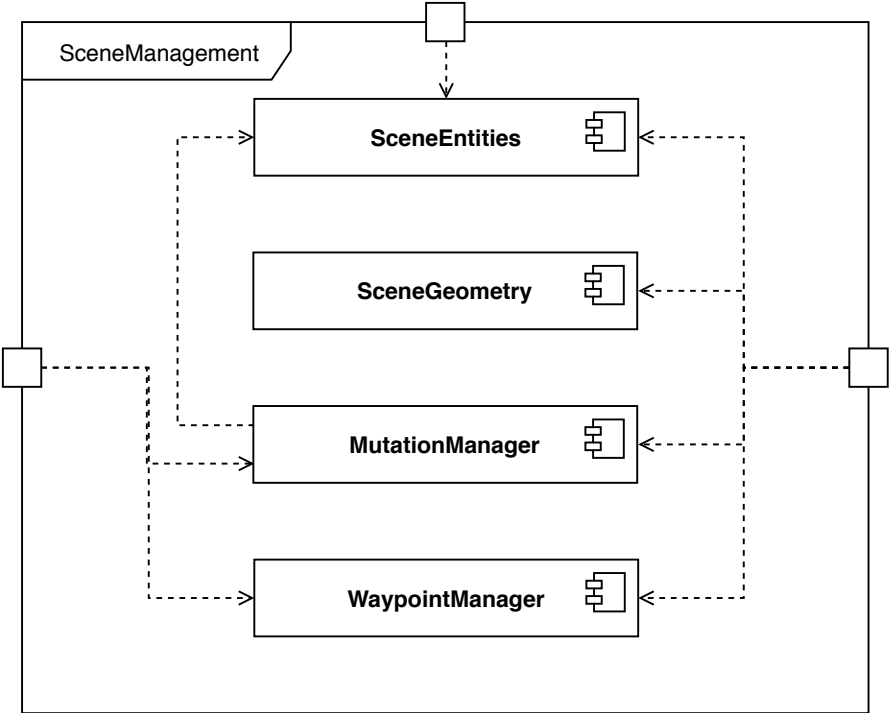 SceneManagement
SceneEntities
SceneGeometry
MutationManager
WaypointManager